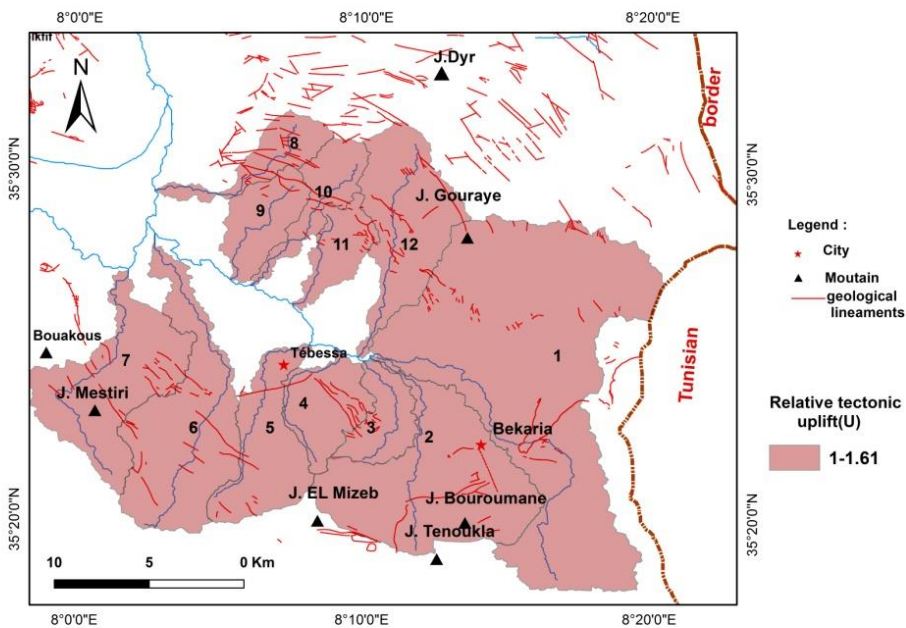 8°0'0"E 8°10'0"E 8°20'0"E
N
J.Dyr
border
35°30'0"N
35°30'0"N
8
10
J. Gouraye
9
11
12
Legend :
City
Moutain
geological
lineaments
Bouakous
1
Tébessa
7
Tunisian
J. Mestiri
4
6
5
3
2
Bekaria
Relative tectonic
uplift(U)
1-1.61
J. EL Mizeb
J. Bouroumane
J. Tenoukla
35°20'0"N
35°20'0"N
10 5 0 Km
8°0'0"E 8°10'0"E 8°20'0"E